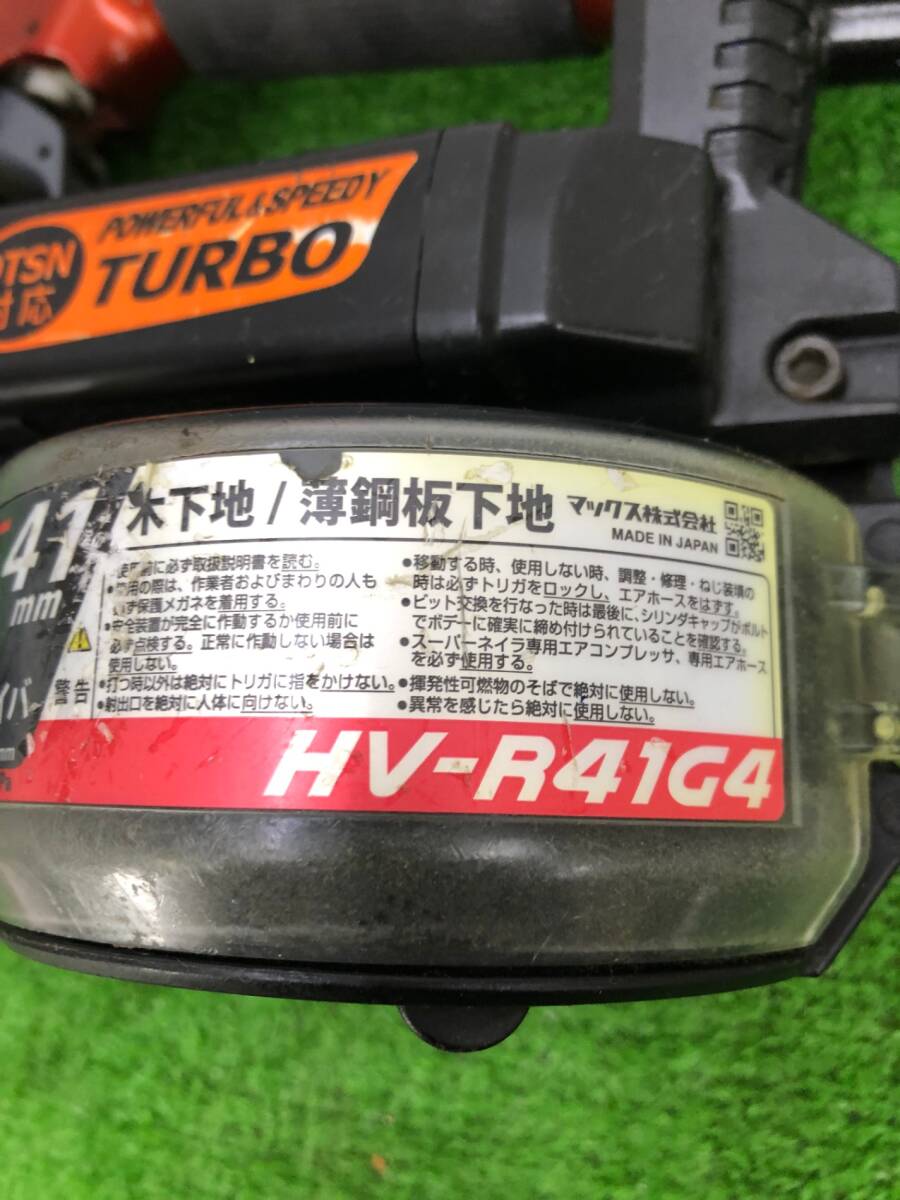 POWERFUL&SPEEDY
TURBO
DTSN
対応
41
mm
木下地/薄鋼板下地
マックス株式会社
MADE IN JAPAN
使用前に必ず取扱説明書を読む。
の際は、作業者およびまわりの人も
必ず保護メガネを着用する。
•安全装置が完全に作動するか使用前に
必ず点検する。正常に作動しない場合は
使用しない。
•打つ時以外は絶対にトリガに指をかけない。
•射出口を絶対に人体に向けない。
警告
•移動する時、使用しない時、調整・修理・ねじ装填の
時は必ずトリガをロックし、エアホースをはずす。
•ビット交換を行なった時は最後に、シリンダキャップがボルト
でボデーに確実に締め付けられていることを確認する。
•スーパーネイラ専用エアコンプレッサ、専用エアホース
を必ず使用する。
•揮発性可燃物のそばで絶対に使用しない。
•異常を感じたら絶対に使用しない。
HV-R41G4